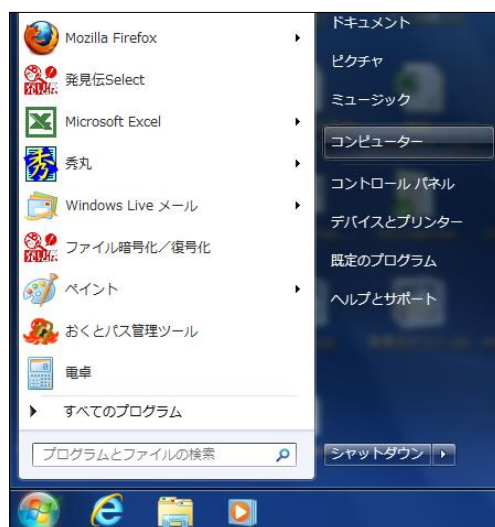 Mozilla Firefox
発見伝Select
Microsoft Excel
秀丸
Windows Live メール
ファイル暗号化／復号化
ペイント
おくとパス管理ツール
電卓
すべてのプログラム
プログラムとファイルの検索
ドキュメント
ピクチャ
ミュージック
コンピューター
コントロール パネル
デバイスとプリンター
既定のプログラム
ヘルプとサポート
シャットダウン